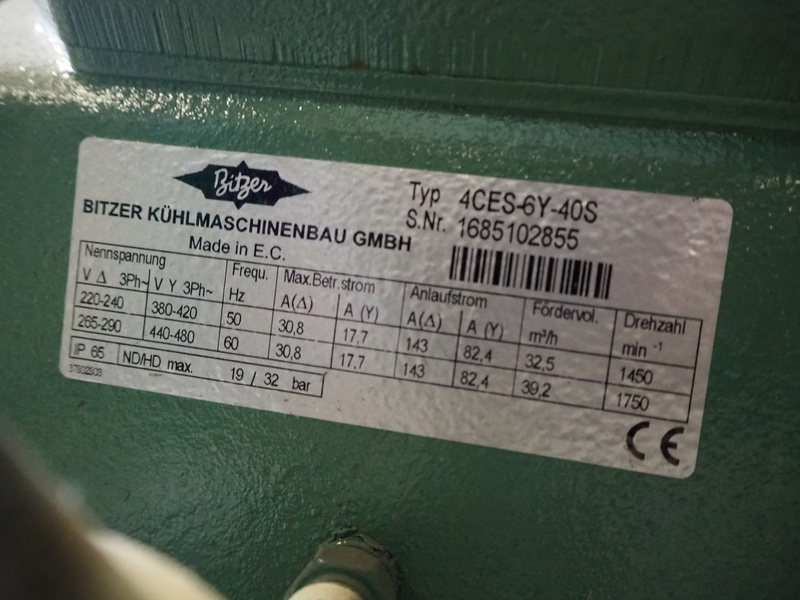 Bitzer
BITZER KÜHLMASCHINENBAU GMBH
Made in E.C.
Typ 4CES-6Y-40S
S.Nr. 1685102855
Nennspannung Frequ. Max.Betr.strom Anlaufstrom Fördervol. Drehzahl
V Δ 3Ph~ V Y 3Ph~ Hz A(Δ) A (Y) A(Δ) A (Y) m³/h min -1
220-240 380-420 50 30,8 17,7 143 82,4 32,5 1450
265-290 440-480 60 30,8 17,7 143 82,4 39,2 1750
IP 65 ND/HD max. 19 / 32 bar
CE